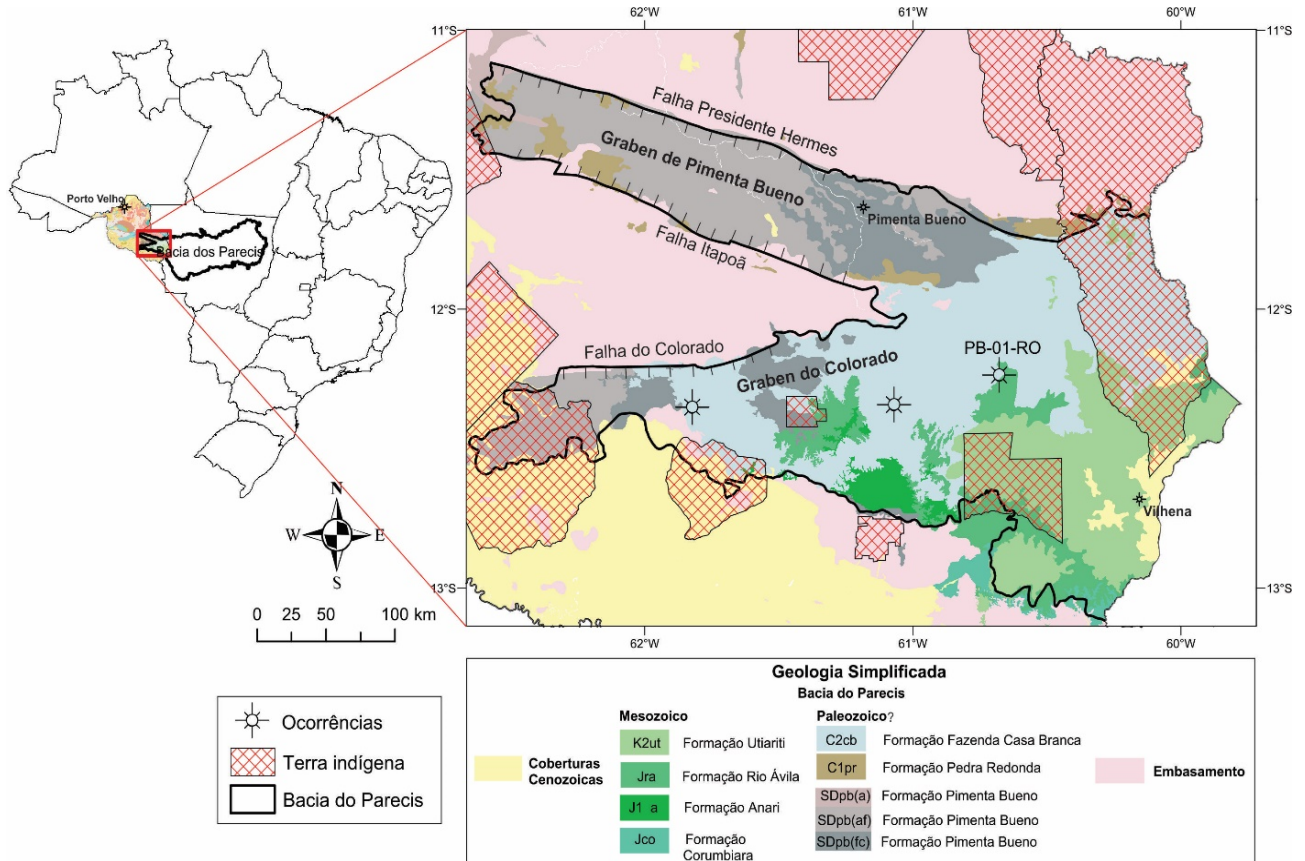 62°W
61°W
60°W
11°S
11°S
Falha Presidente Hermes
Graben de Pimenta Bueno
Pimenta Bueno
Falha Itapoã
Porto Velho
Bacia dos Parecis
12°S
12°S
Falha do Colorado
Graben do Colorado
PB-01-RO
Vilhena
N
W
E
S
13°S
13°S
0 25 50 100 km
62°W
61°W
60°W
Ocorrências
Terra indígena
Bacia do Parecis
Geologia Simplificada
Bacia do Parecis
Coberturas
Cenozoicas
Mesozoico
K2ut Formação Utiariti
Jra Formação Rio Ávila
J1 a Formação Anari
Jco Formação
Corumbiara
Paleozoico?
C2cb Formação Fazenda Casa Branca
C1pr Formação Pedra Redonda
SDpb(a) Formação Pimenta Bueno
SDpb(af) Formação Pimenta Bueno
SDpb(fc) Formação Pimenta Bueno
Embasamento